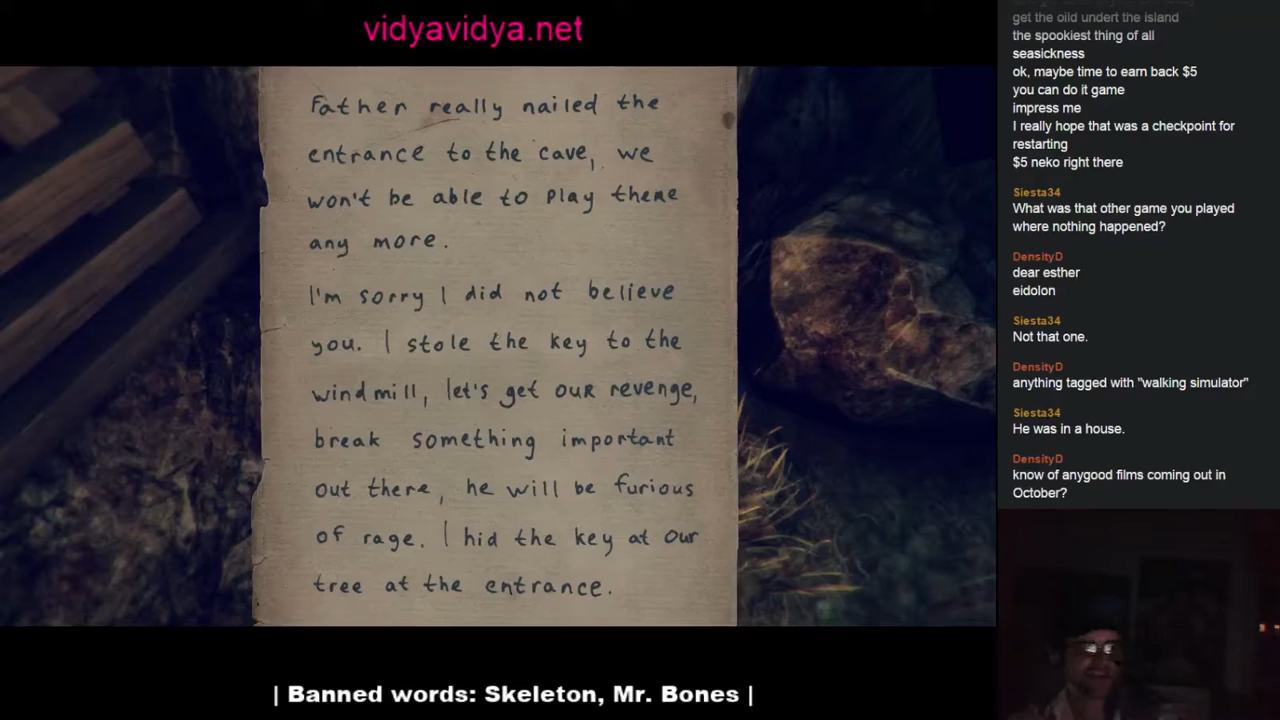 vidyavidya.net
Father really nailed the
entrance to the cave, we
won't be able to play there
any more.
I'm sorry I did not believe
you. I stole the key to the
windmill, let's get our revenge,
break something important
out there, he will be furious
of rage. I hid the key at our
tree at the entrance.
| Banned words: Skeleton, Mr. Bones |
get the oild undert the island
the spookiest thing of all
seasickness
ok, maybe time to earn back $5
you can do it game
impress me
I really hope that was a checkpoint for
restarting
$5 neko right there
Siesta34
What was that other game you played
where nothing happened?
DensityD
dear esther
eidolon
Siesta34
Not that one.
DensityD
anything tagged with "walking simulator"
Siesta34
He was in a house.
DensityD
know of anygood films coming out in
October?